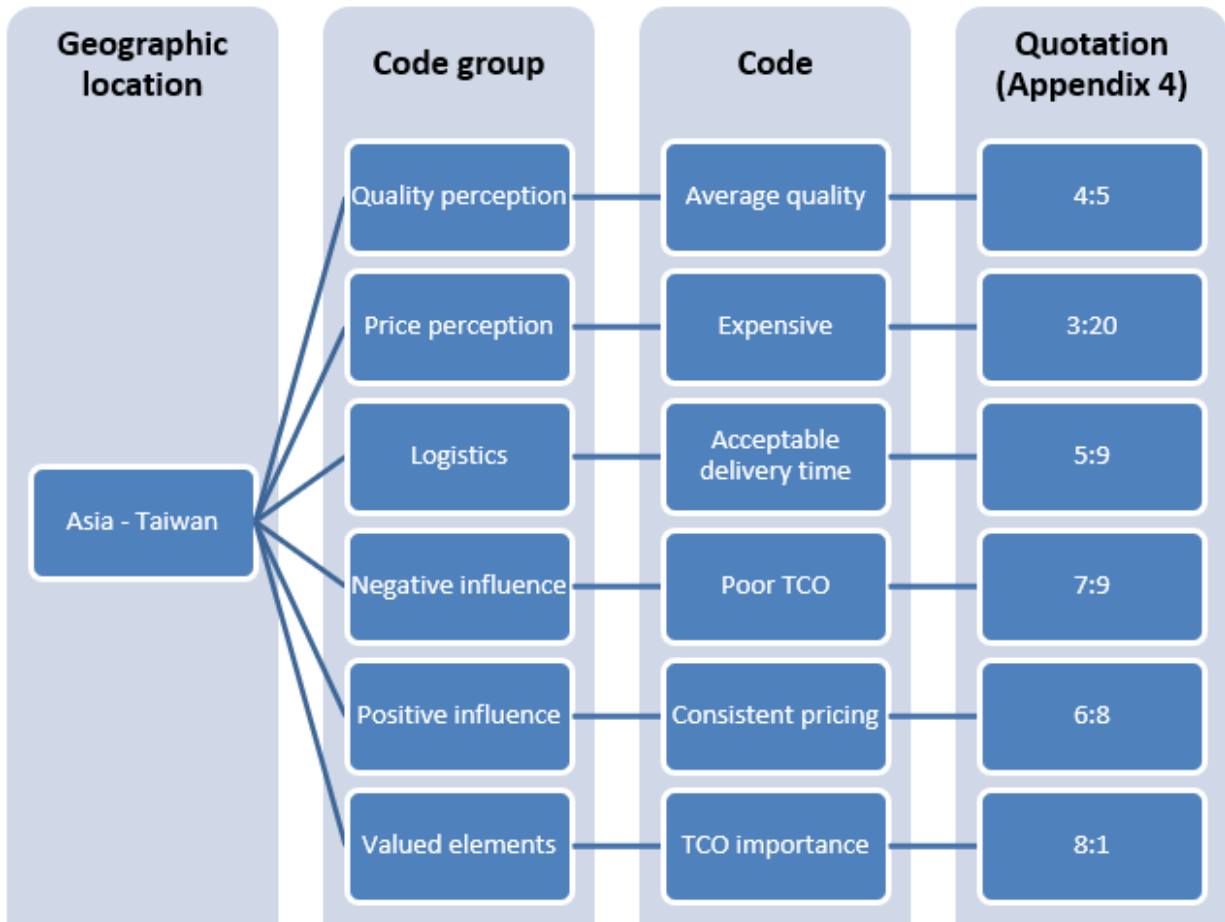 Geographic
location
Code group
Code
Quotation
(Appendix 4)
Quality perception
Average quality
4:5
Price perception
Expensive
3:20
Logistics
Acceptable
delivery time
5:9
Asia - Taiwan
Negative influence
Poor TCO
7:9
Positive influence
Consistent pricing
6:8
Valued elements
TCO importance
8:1